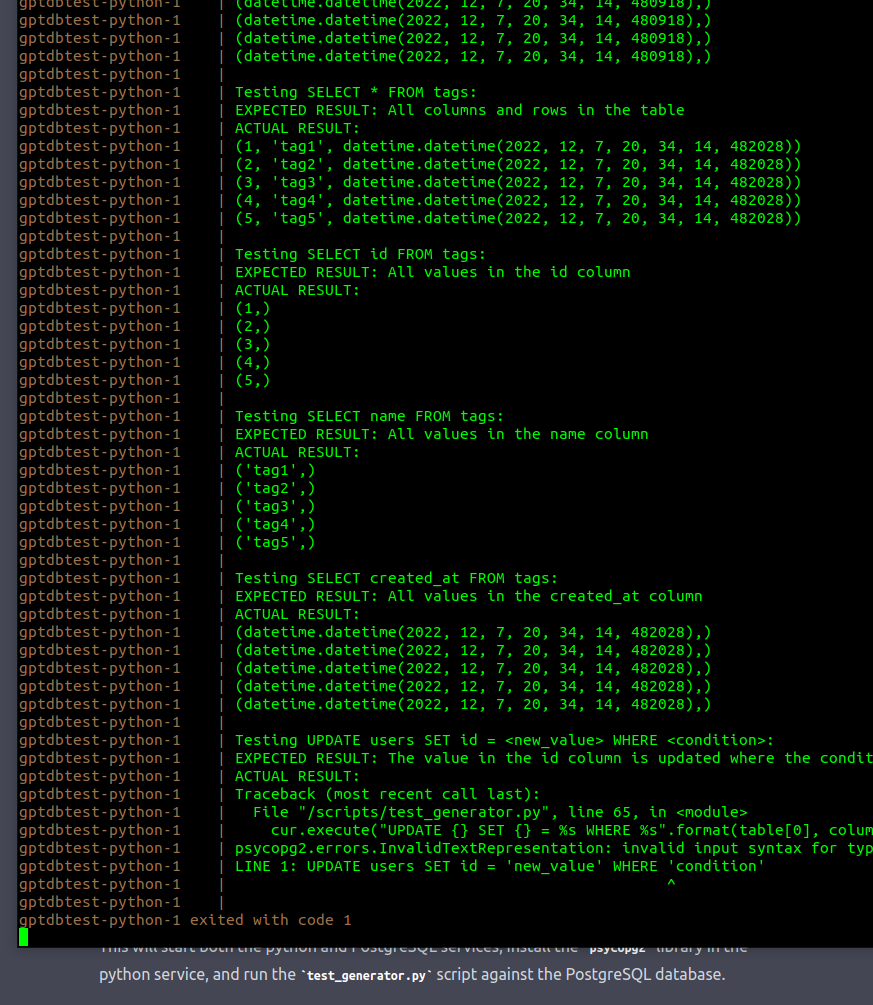 gptdbtest-python-1    | (datetime.datetime(2022, 12, 7, 20, 34, 14, 480918),)
gptdbtest-python-1    | (datetime.datetime(2022, 12, 7, 20, 34, 14, 480918),)
gptdbtest-python-1    | (datetime.datetime(2022, 12, 7, 20, 34, 14, 480918),)
gptdbtest-python-1    | (datetime.datetime(2022, 12, 7, 20, 34, 14, 480918),)
gptdbtest-python-1    |
gptdbtest-python-1    | Testing SELECT * FROM tags:
gptdbtest-python-1    | EXPECTED RESULT: All columns and rows in the table
gptdbtest-python-1    | ACTUAL RESULT:
gptdbtest-python-1    | (1, 'tag1', datetime.datetime(2022, 12, 7, 20, 34, 14, 482028))
gptdbtest-python-1    | (2, 'tag2', datetime.datetime(2022, 12, 7, 20, 34, 14, 482028))
gptdbtest-python-1    | (3, 'tag3', datetime.datetime(2022, 12, 7, 20, 34, 14, 482028))
gptdbtest-python-1    | (4, 'tag4', datetime.datetime(2022, 12, 7, 20, 34, 14, 482028))
gptdbtest-python-1    | (5, 'tag5', datetime.datetime(2022, 12, 7, 20, 34, 14, 482028))
gptdbtest-python-1    |
gptdbtest-python-1    | Testing SELECT id FROM tags:
gptdbtest-python-1    | EXPECTED RESULT: All values in the id column
gptdbtest-python-1    | ACTUAL RESULT:
gptdbtest-python-1    | (1,)
gptdbtest-python-1    | (2,)
gptdbtest-python-1    | (3,)
gptdbtest-python-1    | (4,)
gptdbtest-python-1    | (5,)
gptdbtest-python-1    |
gptdbtest-python-1    | Testing SELECT name FROM tags:
gptdbtest-python-1    | EXPECTED RESULT: All values in the name column
gptdbtest-python-1    | ACTUAL RESULT:
gptdbtest-python-1    | ('tag1',)
gptdbtest-python-1    | ('tag2',)
gptdbtest-python-1    | ('tag3',)
gptdbtest-python-1    | ('tag4',)
gptdbtest-python-1    | ('tag5',)
gptdbtest-python-1    |
gptdbtest-python-1    | Testing SELECT created_at FROM tags:
gptdbtest-python-1    | EXPECTED RESULT: All values in the created_at column
gptdbtest-python-1    | ACTUAL RESULT:
gptdbtest-python-1    | (datetime.datetime(2022, 12, 7, 20, 34, 14, 482028),)
gptdbtest-python-1    | (datetime.datetime(2022, 12, 7, 20, 34, 14, 482028),)
gptdbtest-python-1    | (datetime.datetime(2022, 12, 7, 20, 34, 14, 482028),)
gptdbtest-python-1    | (datetime.datetime(2022, 12, 7, 20, 34, 14, 482028),)
gptdbtest-python-1    | (datetime.datetime(2022, 12, 7, 20, 34, 14, 482028),)
gptdbtest-python-1    |
gptdbtest-python-1    | Testing UPDATE users SET id = <new_value> WHERE <condition>:
gptdbtest-python-1    | EXPECTED RESULT: The value in the id column is updated where the condit
gptdbtest-python-1    | ACTUAL RESULT:
gptdbtest-python-1    | Traceback (most recent call last):
gptdbtest-python-1    |   File "/scripts/test_generator.py", line 65, in <module>
gptdbtest-python-1    |     cur.execute("UPDATE {} SET {} = %s WHERE %s".format(table[0], colum
gptdbtest-python-1    | psycopg2.errors.InvalidTextRepresentation: invalid input syntax for typ
gptdbtest-python-1    | LINE 1: UPDATE users SET id = 'new_value' WHERE 'condition'
gptdbtest-python-1    |                                                 ^
gptdbtest-python-1    |
gptdbtest-python-1 exited with code 1
This will start both the python and PostgreSQL services, install the `psycopg2` library in the
python service, and run the `test_generator.py` script against the PostgreSQL database.